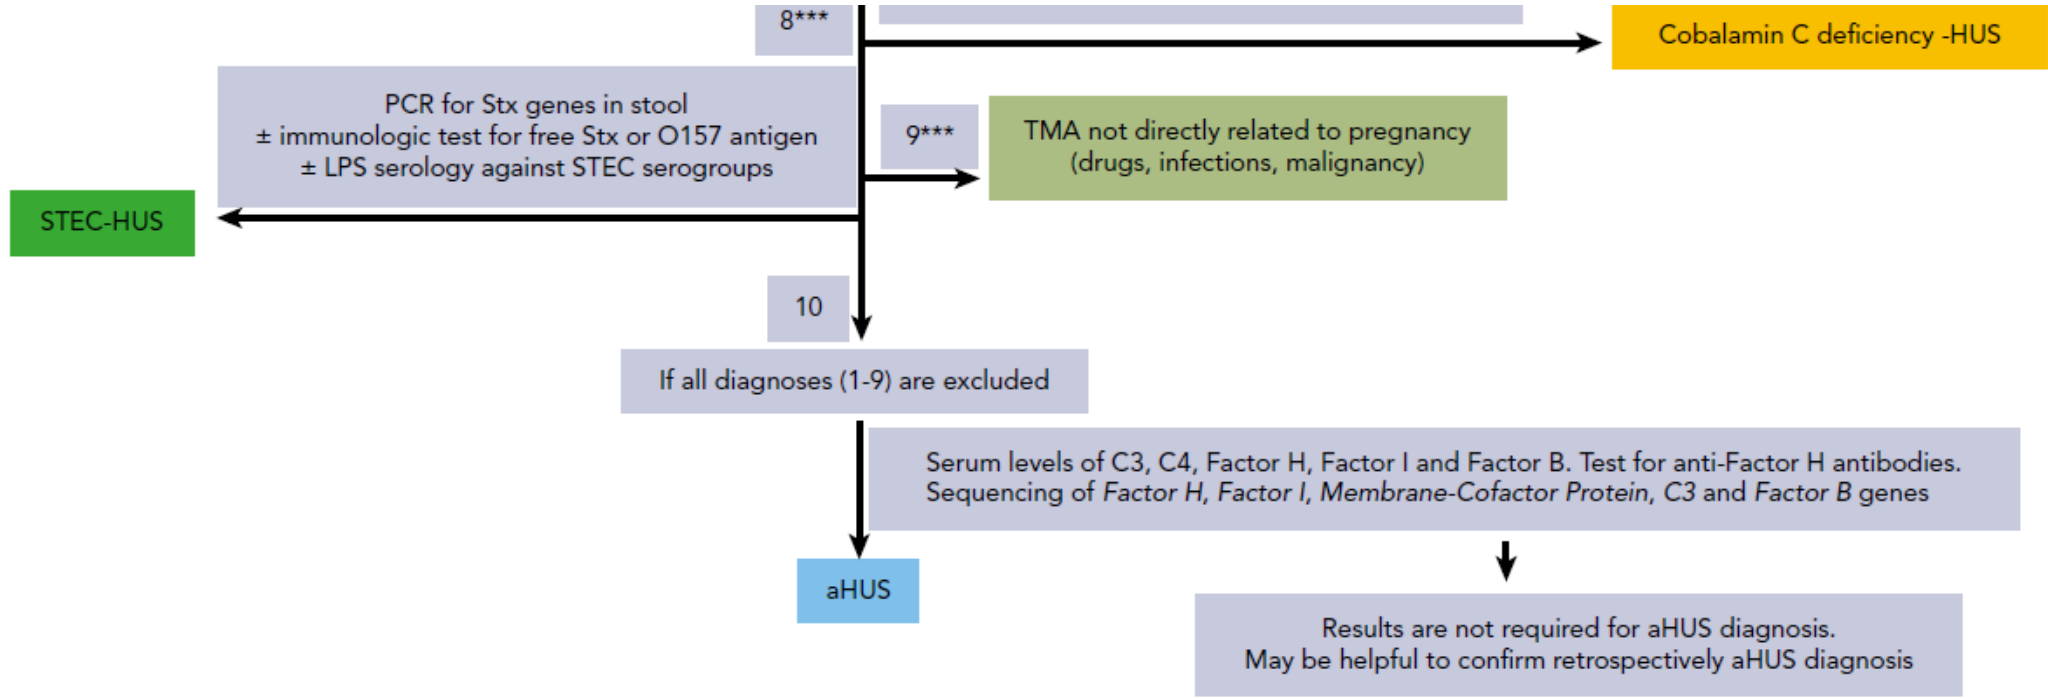 8***
Cobalamin C deficiency -HUS
PCR for Stx genes in stool
± immunologic test for free Stx or O157 antigen
± LPS serology against STEC serogroups
9***
TMA not directly related to pregnancy
(drugs, infections, malignancy)
STEC-HUS
10
If all diagnoses (1-9) are excluded
Serum levels of C3, C4, Factor H, Factor I and Factor B. Test for anti-Factor H antibodies.
Sequencing of Factor H, Factor I, Membrane-Cofactor Protein, C3 and Factor B genes
aHUS
Results are not required for aHUS diagnosis.
May be helpful to confirm retrospectively aHUS diagnosis